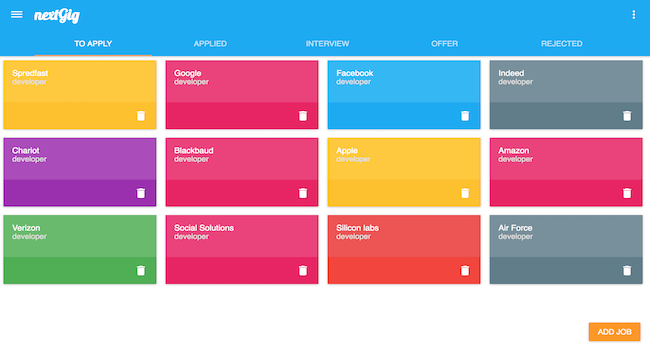 nextGig
TO APPLY
APPLIED
INTERVIEW
OFFER
REJECTED
Spredfast
developer
Google
developer
Facebook
developer
Indeed
developer
Chariot
developer
Blackbaud
developer
Apple
developer
Amazon
developer
Verizon
developer
Social Solutions
developer
Silicon labs
developer
Air Force
developer
ADD JOB